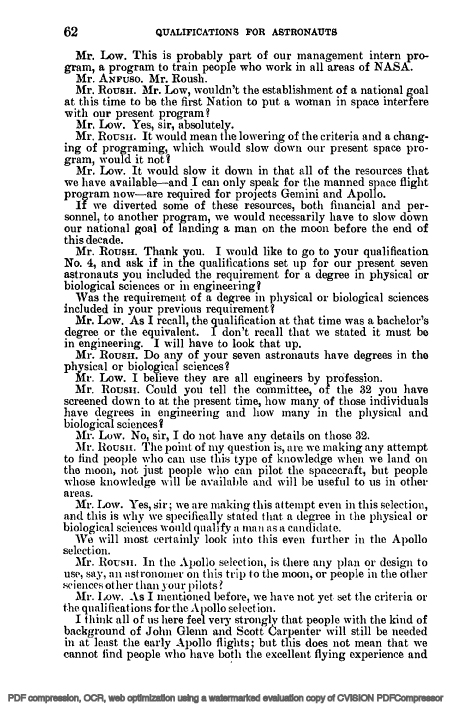 62 QUALIFICATIONS FOR ASTRONAUTS
Mr. Low. This is probably part of our management intern pro-
gram, a program to train people who work in all areas of NASA.
Mr. Anfuso. Mr. Roush.
Mr. Roush. Mr. Low, wouldn't the establishment of a national goal
at this time to be the first Nation to put a woman in space interfere
with our present program?
Mr. Low. Yes, sir, absolutely.
Mr. Roush. It would mean the lowering of the criteria and a chang-
ing of programing, which would slow down our present space pro-
gram, would it not?
Mr. Low. It would slow it down in that all of the resources that
we have available—and I can only speak for the manned space flight
program now—are required for projects Gemini and Apollo.
If we diverted some of these resources, both financial and per-
sonnel, to another program, we would necessarily have to slow down
our national goal of landing a man on the moon before the end of
this decade.
Mr. Roush. Thank you. I would like to go to your qualification
No. 4, and ask if in the qualifications set up for our present seven
astronauts you included the requirement for a degree in physical or
biological sciences or in engineering?
Was the requirement of a degree in physical or biological sciences
included in your previous requirement?
Mr. Low. As I recall, the qualification at that time was a bachelor's
degree or the equivalent. I don't recall that we stated it must be
in engineering. I will have to look that up.
Mr. Roush. Do any of your seven astronauts have degrees in the
physical or biological sciences?
Mr. Low. I believe they are all engineers by profession.
Mr. Roush. Could you tell the committee, of the 32 you have
screened down to at the present time, how many of those individuals
have degrees in engineering and how many in the physical and
biological sciences?
Mr. Low. No, sir, I do not have any details on those 32.
Mr. Roush. The point of my question is, are we making any attempt
to find people who can use this type of knowledge when we land on
the moon, not just people who can pilot the spacecraft, but people
whose knowledge will be available and will be useful to us in other
areas.
Mr. Low. Yes, sir; we are making this attempt even in this selection,
and this is why we specifically stated that a degree in the physical or
biological sciences would qualify a man as a candidate.
We will most certainly look into this even further in the Apollo
selection.
Mr. Roush. In the Apollo selection, is there any plan or design to
use, say, an astronomer on this trip to the moon, or people in the other
sciences other than your pilots?
Mr. Low. As I mentioned before, we have not yet set the criteria or
the qualifications for the Apollo selection.
I think all of us here feel very strongly that people with the kind of
background of John Glenn and Scott Carpenter will still be needed
in at least the early Apollo flights; but this does not mean that we
cannot find people who have both the excellent flying experience and
PDF compression, OCR, web optimization using a watermarked evaluation copy of CVISION PDFCompressor